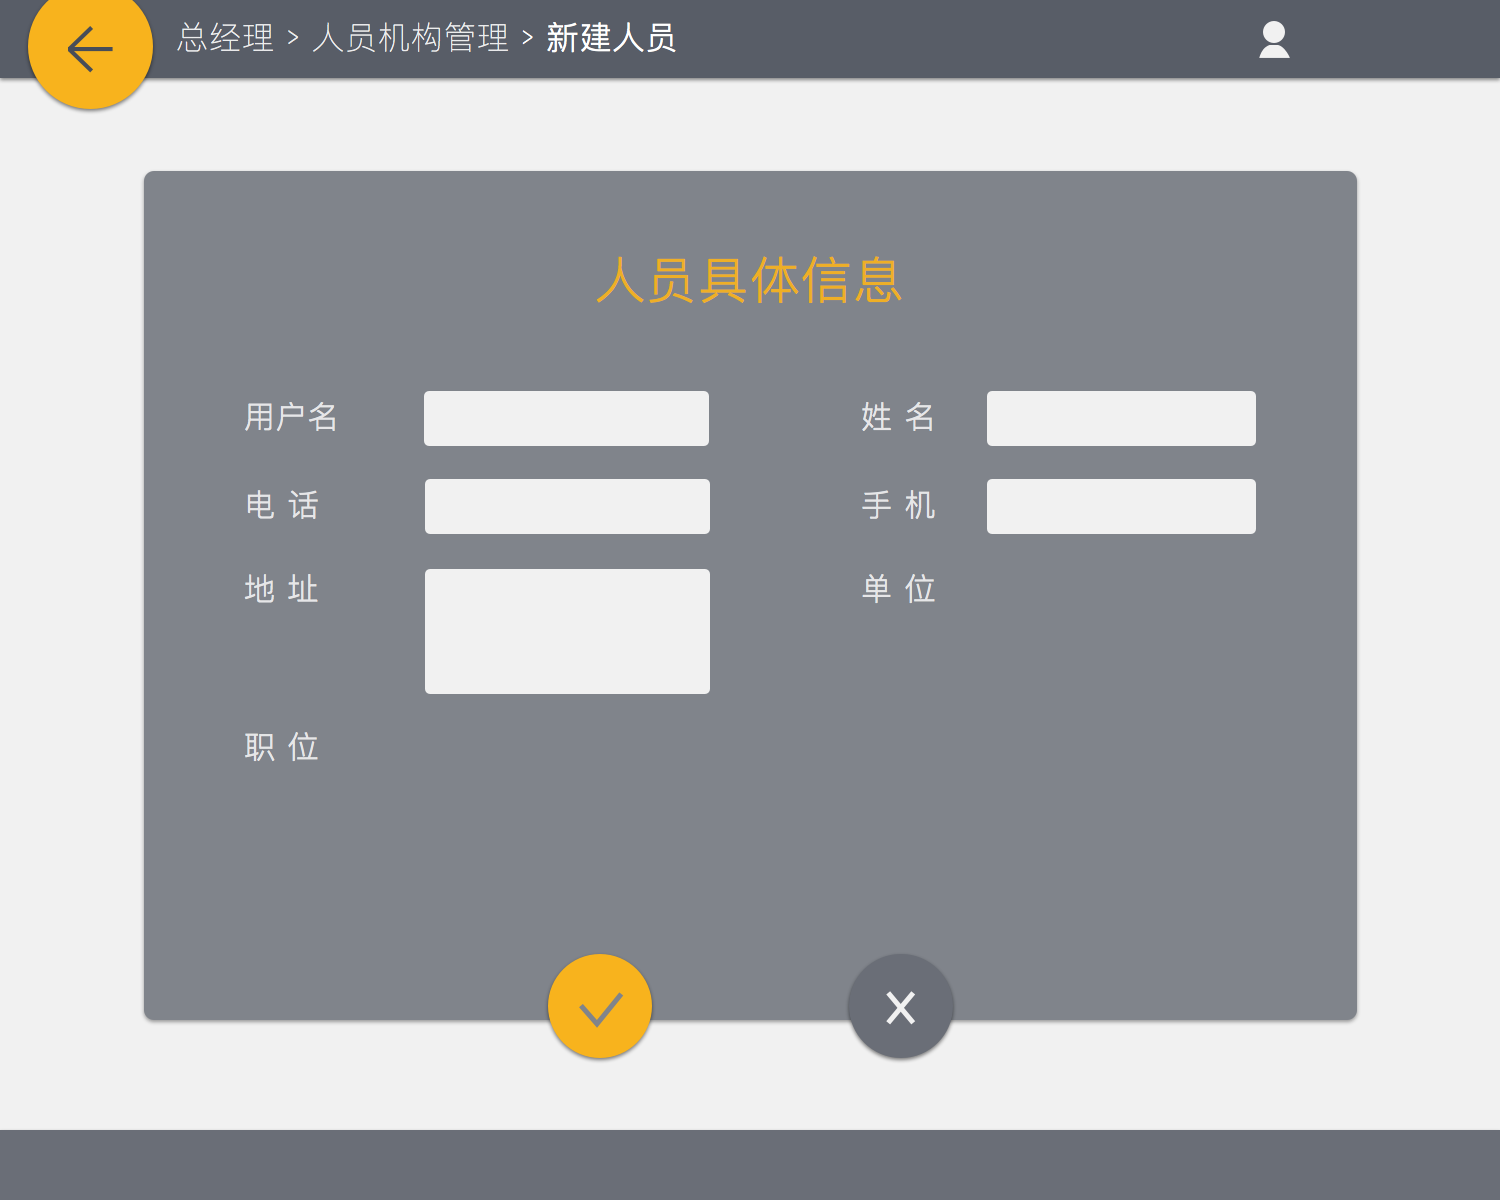 总经理 > 人员机构管理 > 新建人员
人员具体信息
用户名
姓 名
电 话
手 机
地 址
单 位
职 位